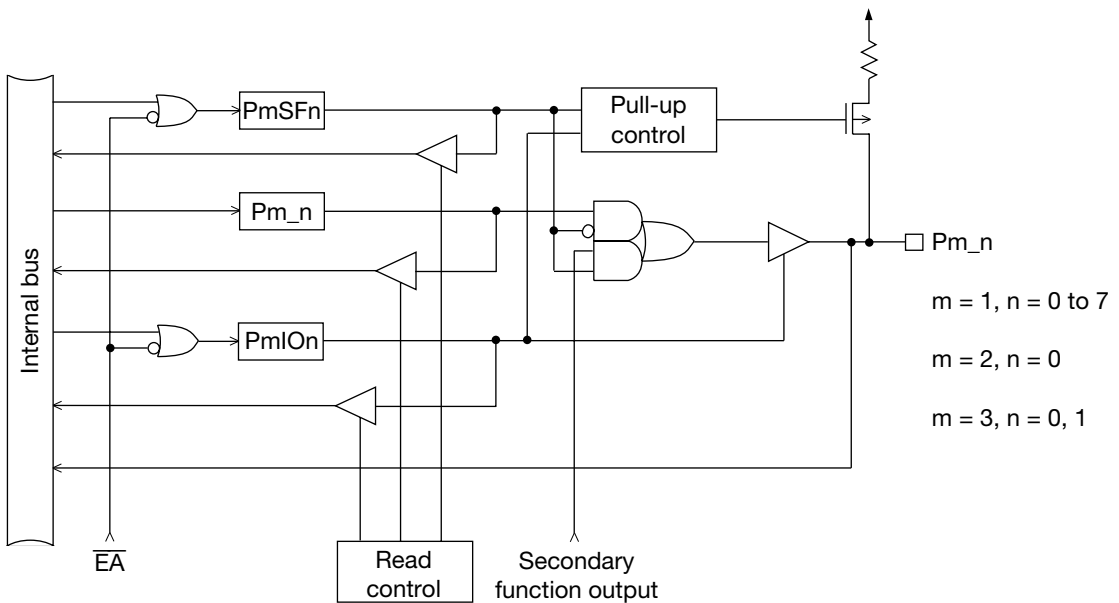 PmSFn
Pull-up
control
Pm_n
Pm_n
Internal bus
m = 1, n = 0 to 7
PmIOn
m = 2, n = 0
m = 3, n = 0, 1
EA
Read
control
Secondary
function output